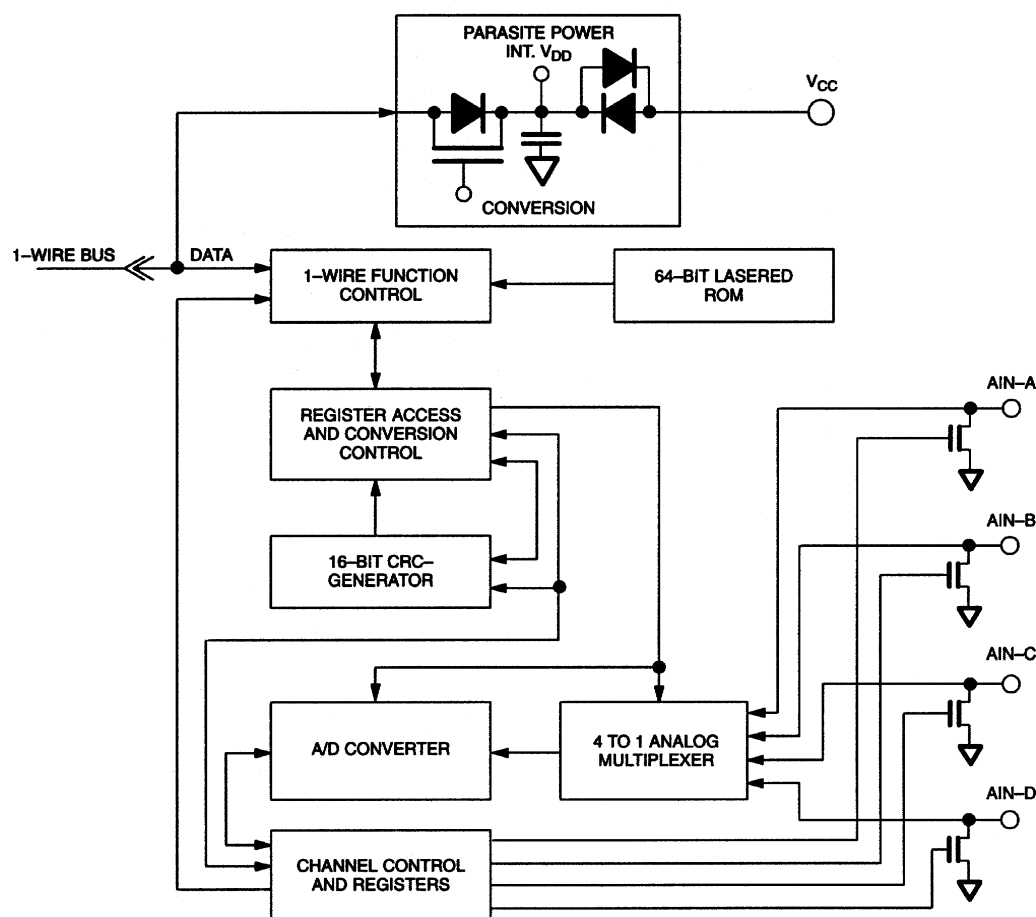 PARASITE POWER
INT. VDD
VCC
CONVERSION
1–WIRE BUS
DATA
1–WIRE FUNCTION
CONTROL
64–BIT LASERED
ROM
AIN–A
REGISTER ACCESS
AND CONVERSION
CONTROL
AIN–B
16–BIT CRC–
GENERATOR
AIN–C
A/D CONVERTER
4 TO 1 ANALOG
MULTIPLEXER
AIN–D
CHANNEL CONTROL
AND REGISTERS